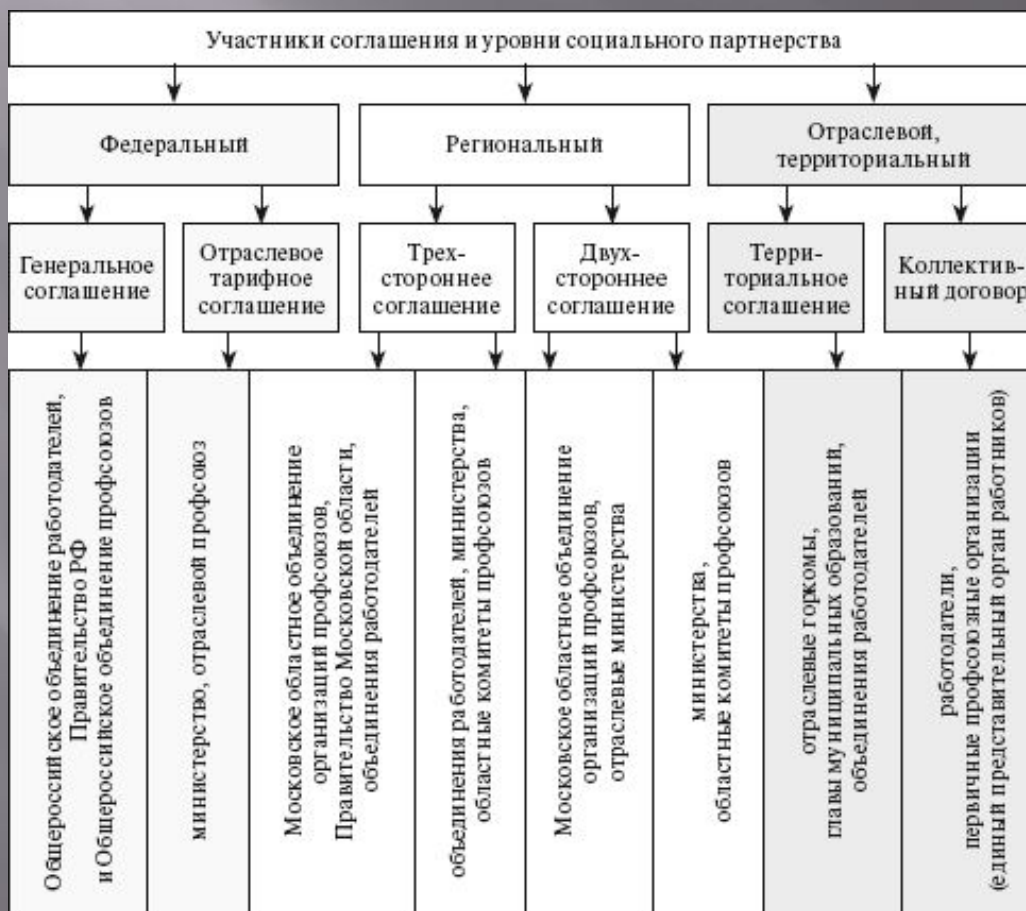 Участники соглашения и уровни социального партнерства
Федеральный
Региональный
Отраслевой,
территориальный
Генеральное
соглашение
Отраслевое
тарифное
соглашение
Трех-
стороннее
соглашение
Двух-
стороннее
соглашение
Терри-
ториальное
соглашение
Коллектив-
ный договор
Общероссийское объединение работодателей,
Правительство РФ
и Общероссийское объединение профсоюзов
министерство, отраслевой профсоюз
Московское областное объединение
организаций профсоюзов,
Правительство Московской области,
объединения работодателей
объединения работодателей, министерства,
областные комитеты профсоюзов
Московское областное объединение
организаций профсоюзов,
отраслевые министерства
министерства,
областные комитеты профсоюзов
отраслевые горкомы,
главы муниципальных образований,
объединения работодателей
работодатели,
первичные профсоюзные организации
(единый представительный орган работников)